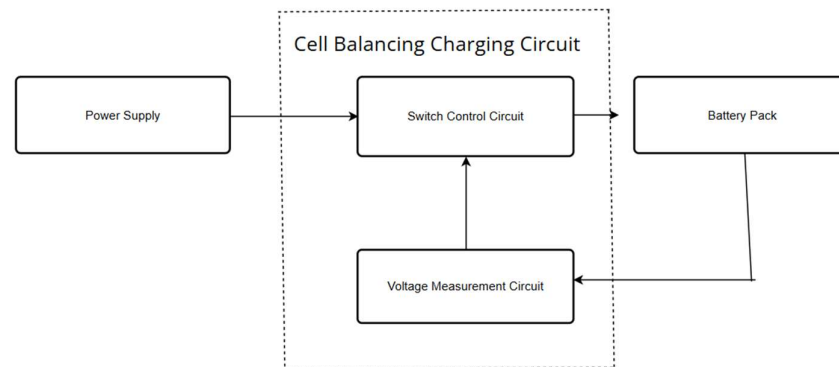 Cell Balancing Charging Circuit
Power Supply
Switch Control Circuit
Battery Pack
Voltage Measurement Circuit